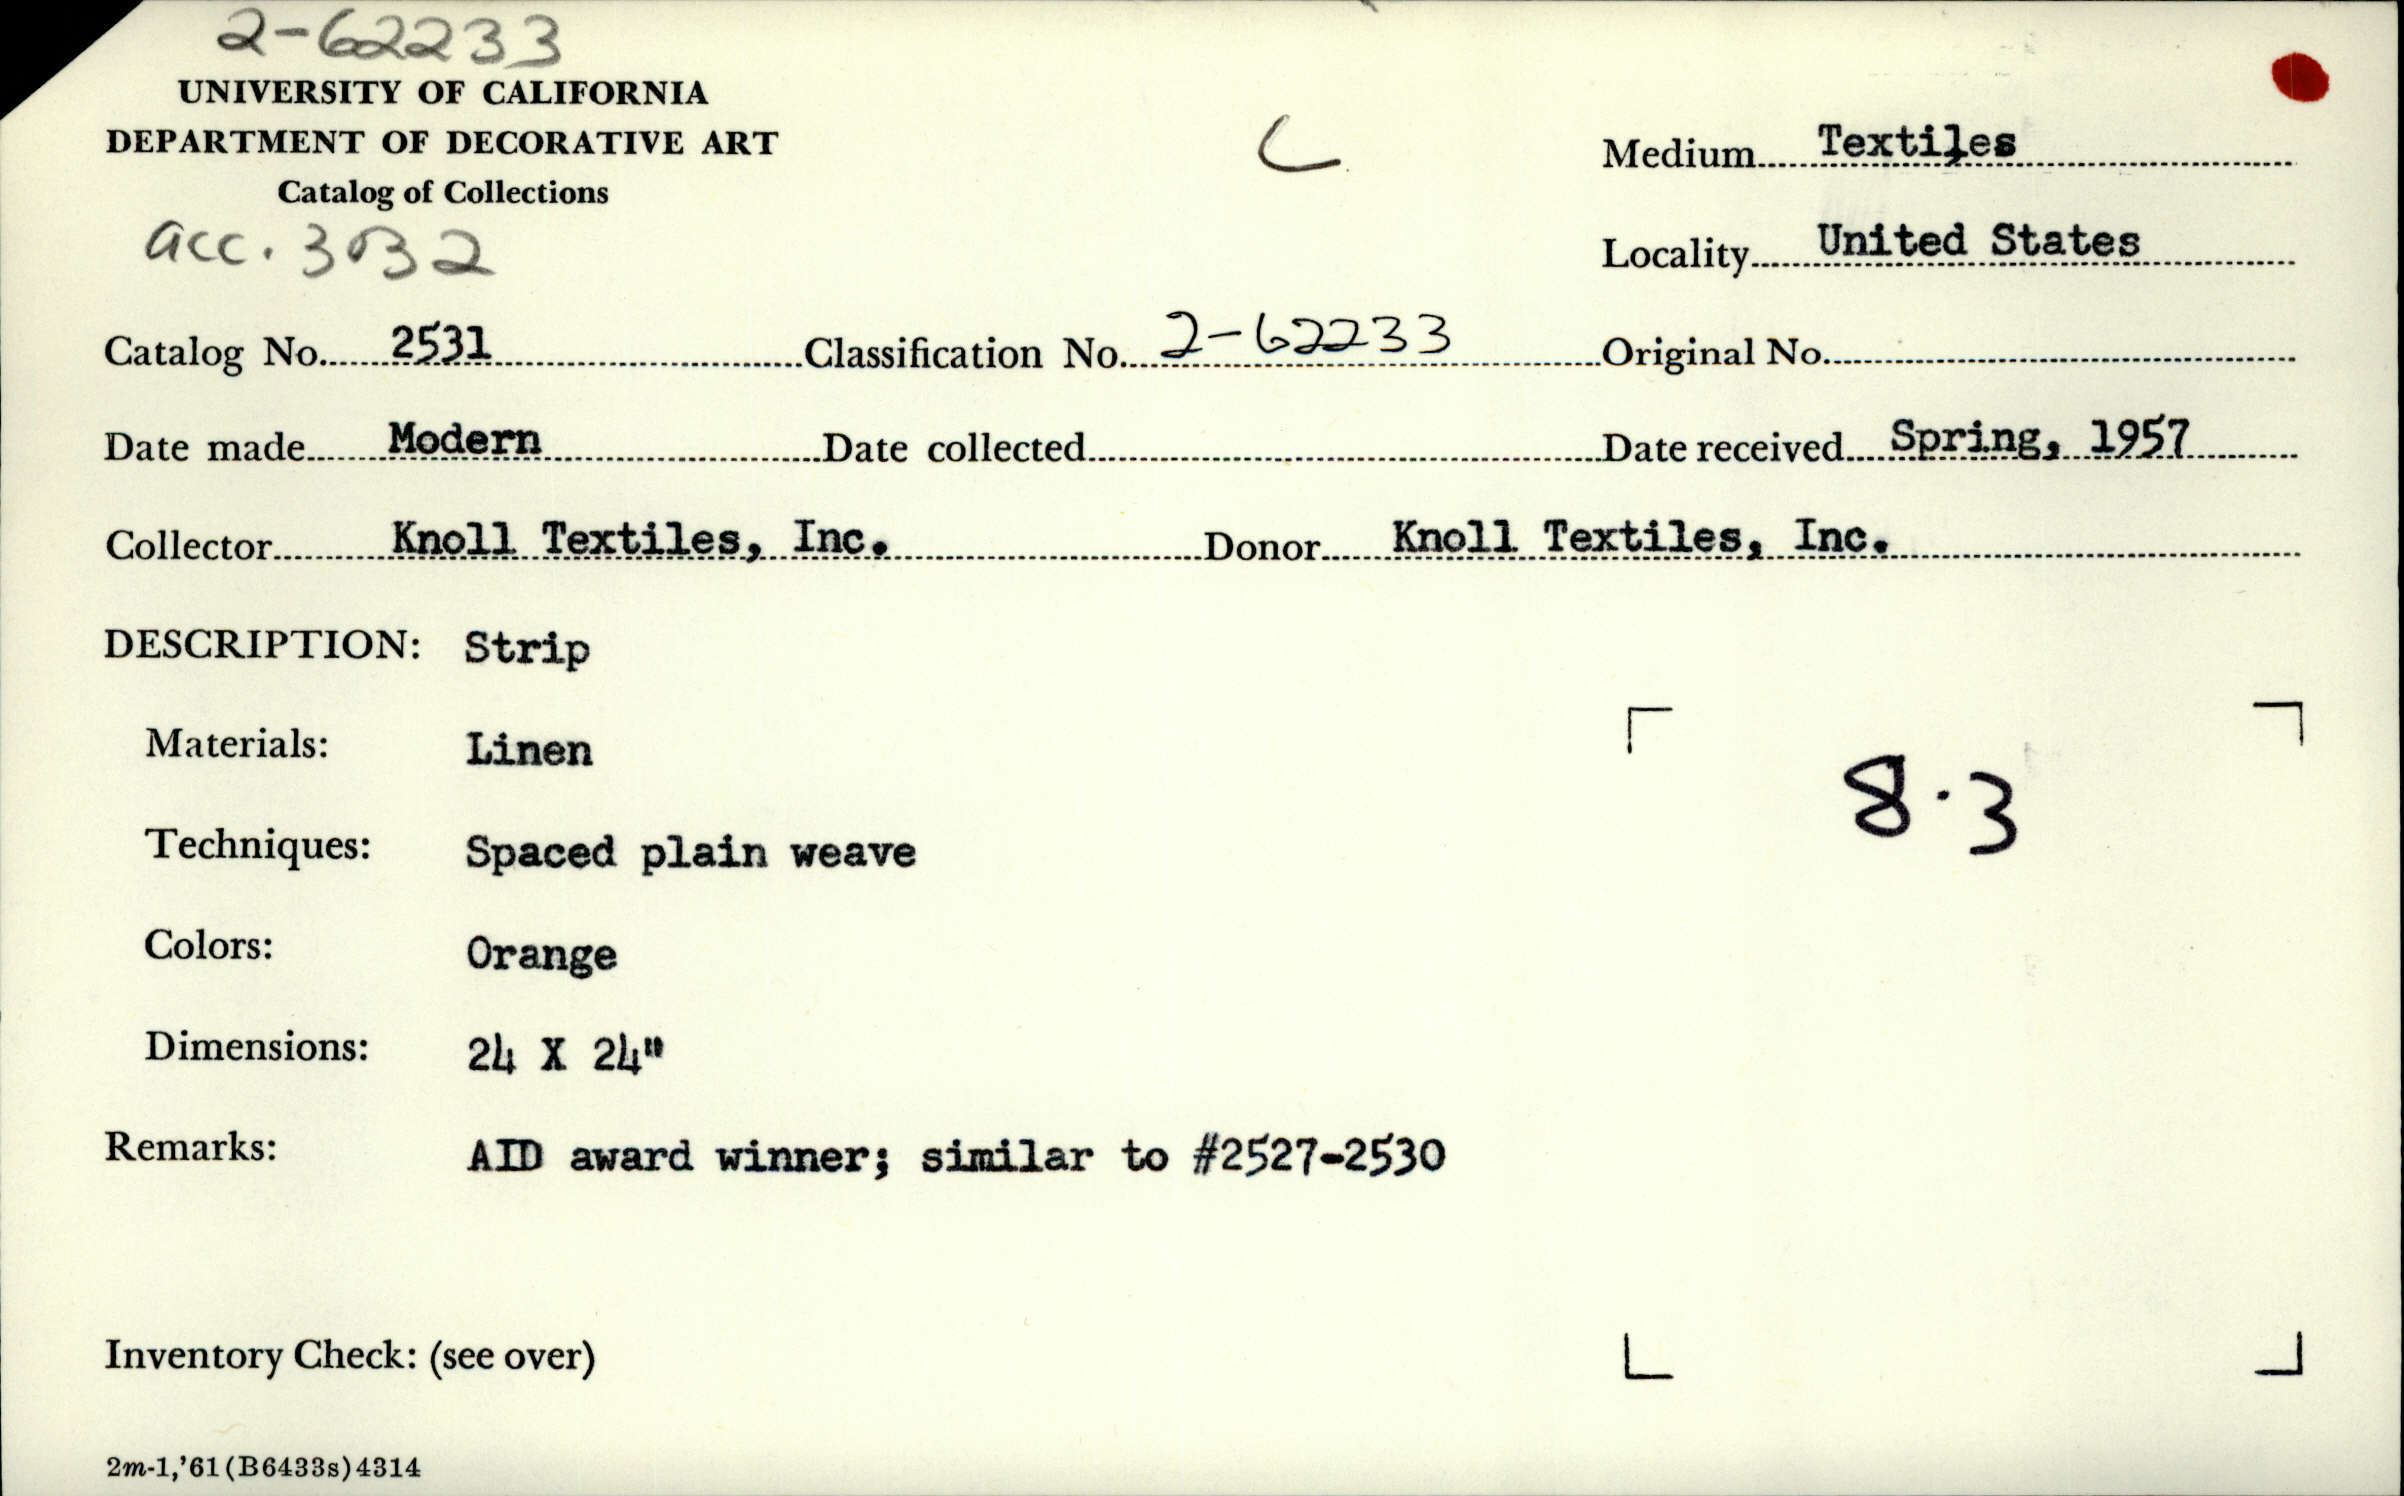 2-62233
UNIVERSITY OF CALIFORNIA
DEPARTMENT OF DECORATIVE ART
Catalog of Collections
acc. 3032
C
Medium Textiles
Locality United States
Catalog No. 2531 Classification No. 2-62233 Original No.
Date made Modern Date collected Date received Spring, 1957
Collector Knoll Textiles, Inc. Donor Knoll Textiles, Inc.
DESCRIPTION: Strip
Materials: Linen
Techniques: Spaced plain weave
Colors: Orange
Dimensions: 24 X 24"
Remarks: AID award winner; similar to #2527-2530
8.3
Inventory Check: (see over)
2m-1,'61(B6433s)4314